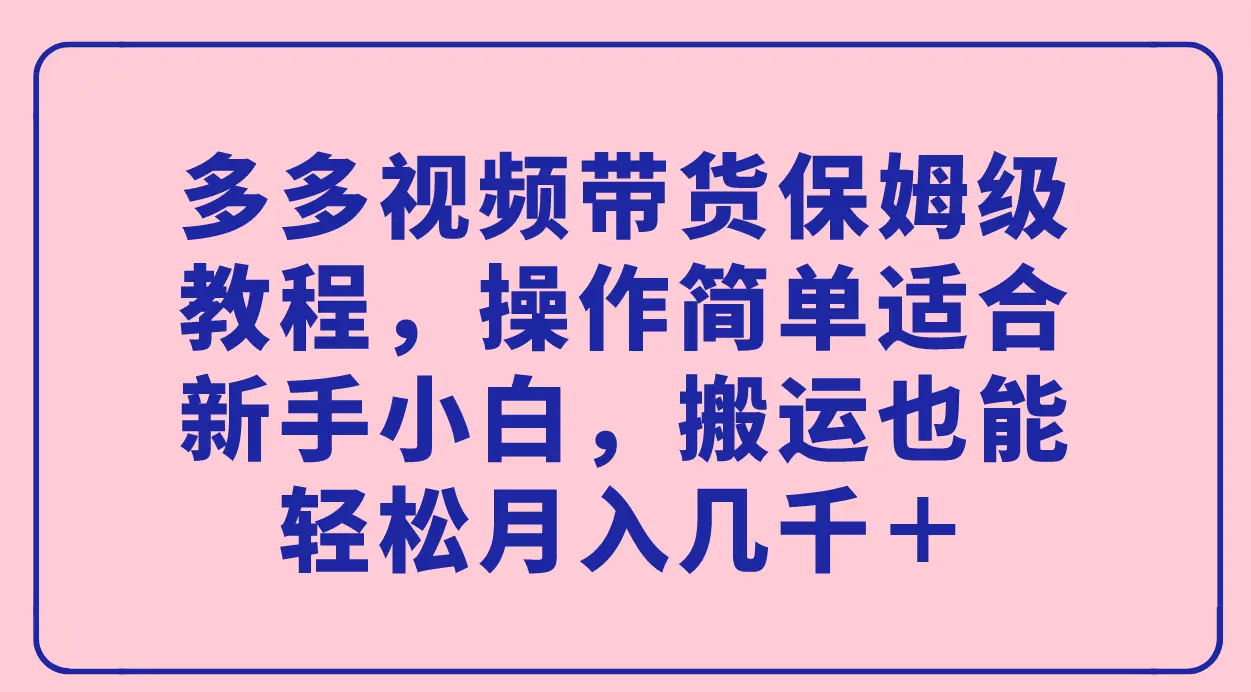 多多视频带货保姆级
教程，操作简单适合
新手小白，搬运也能
轻松月入几千＋